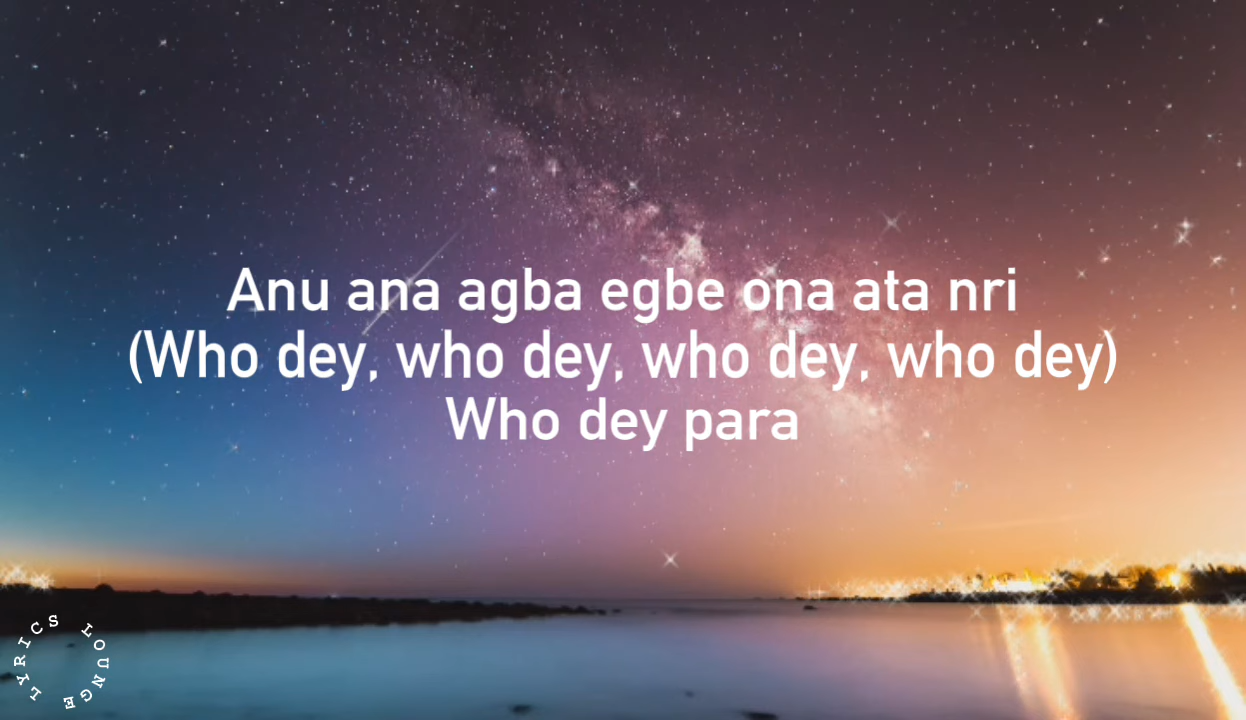 Anu ana agba egbe ona ata nri
(Who dey, who dey, who dey, who dey)
Who dey para
LYRICS LOUNGE